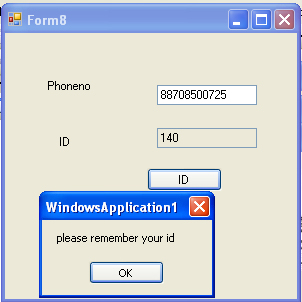 Form8
Phoneno
88708500725
ID
140
ID
WindowsApplication1
please remember your id
OK